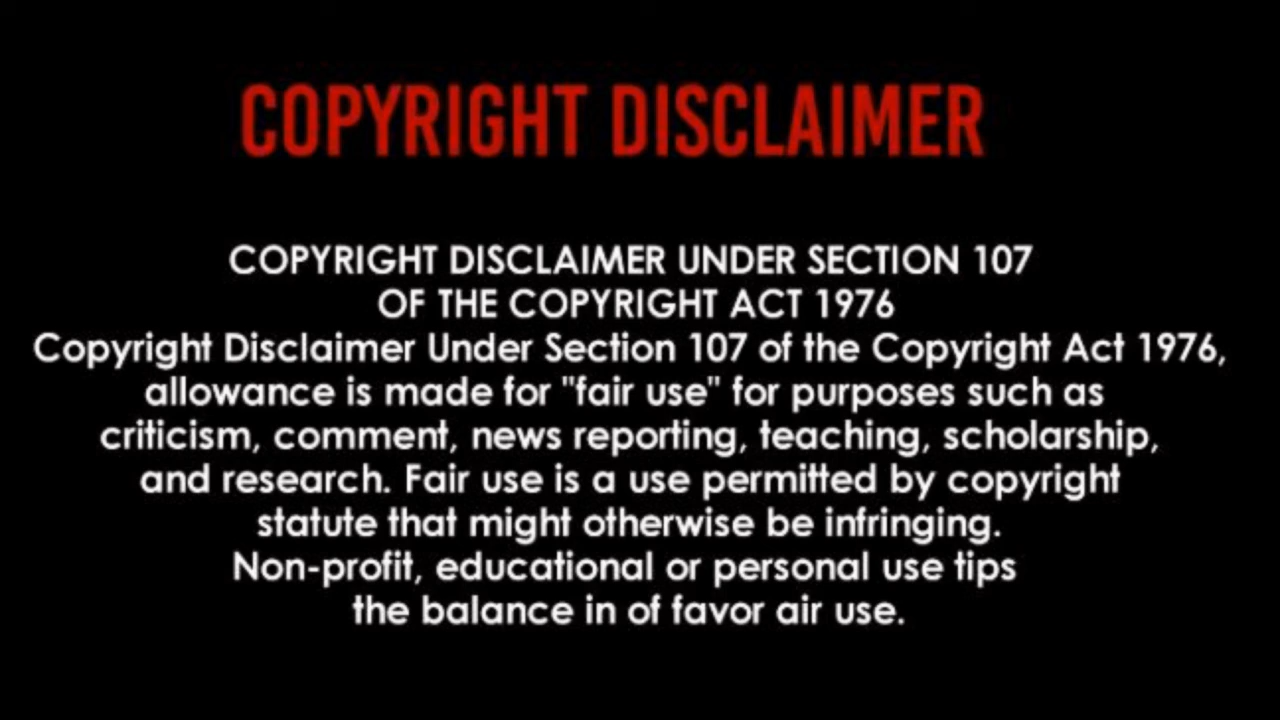 COPYRIGHT DISCLAIMER
COPYRIGHT DISCLAIMER UNDER SECTION 107
OF THE COPYRIGHT ACT 1976
Copyright Disclaimer Under Section 107 of the Copyright Act 1976,
allowance is made for "fair use" for purposes such as
criticism, comment, news reporting, teaching, scholarship,
and research. Fair use is a use permitted by copyright
statute that might otherwise be infringing.
Non-profit, educational or personal use tips
the balance in of favor air use.